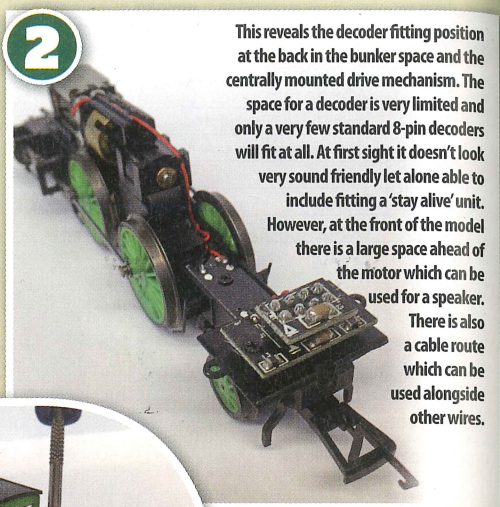 2
This reveals the decoder fitting position
at the back in the bunker space and the
centrally mounted drive mechanism. The
space for a decoder is very limited and
only a very few standard 8-pin decoders
will fit at all. At first sight it doesn't look
very sound friendly let alone able to
include fitting a 'stay alive' unit.
However, at the front of the model
there is a large space ahead of
the motor which can be
used for a speaker.
There is also
a cable route
which can be
used alongside
other wires.